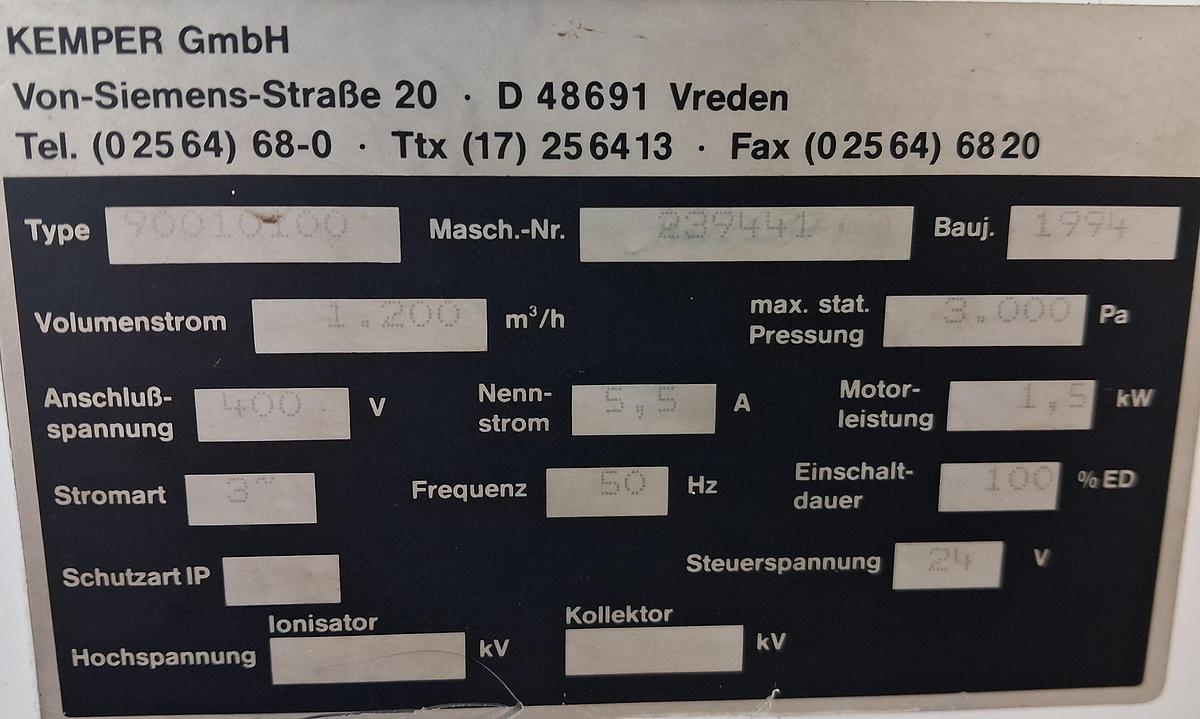 KEMPER GmbH
Von-Siemens-Straße 20 · D 48691 Vreden
Tel. (02564) 68-0 · Ttx (17) 256413 · Fax (02564) 6820
Type 90010100 Masch.-Nr. 239441 Bauj. 1994
Volumenstrom 1.200 m³/h max. stat. Pressung 3.000 Pa
Anschluß-spannung 400 V Nenn-strom 5,5 A Motor-leistung 1,5 kW
Stromart 3~ Frequenz 50 Hz Einschalt-dauer 100 % ED
Schutzart IP Steuerspannung 24 V
Hochspannung Ionisator kV Kollektor kV